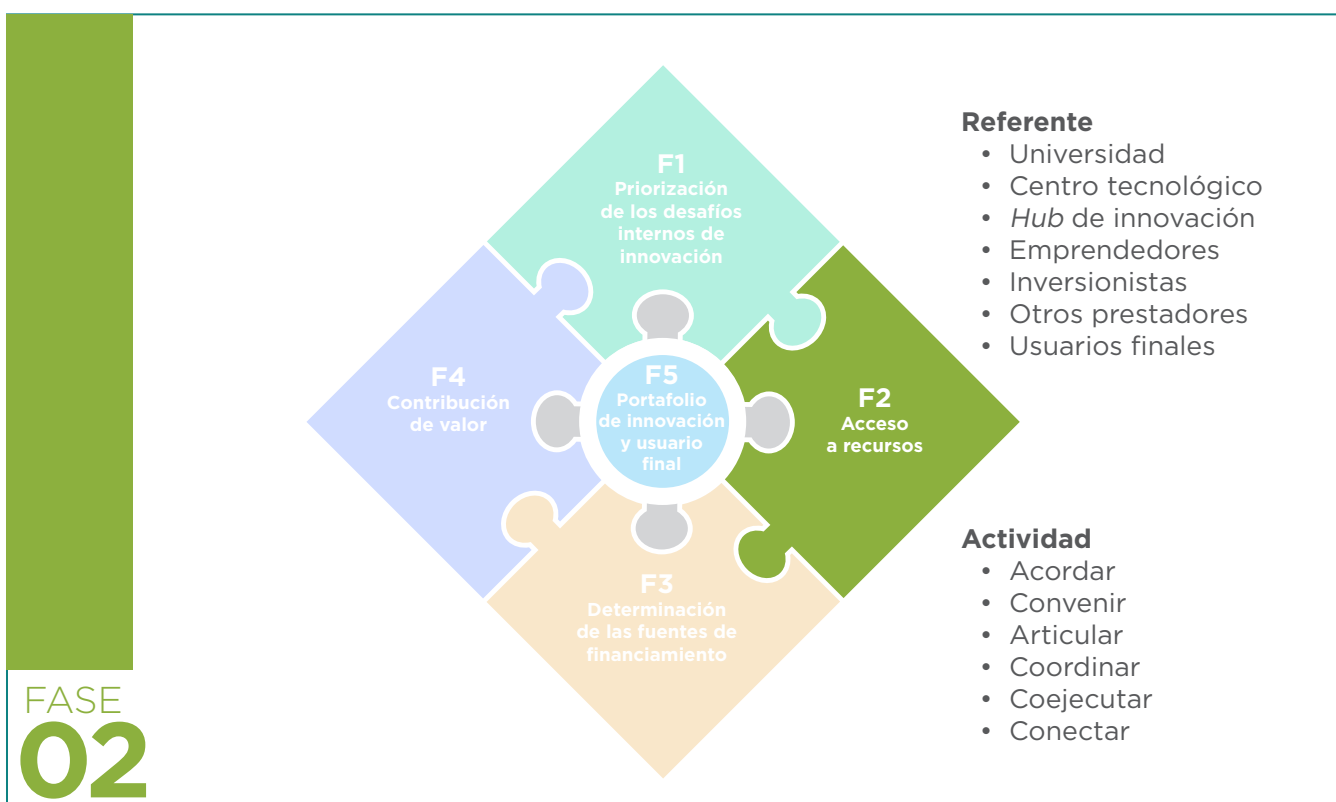 F1
Priorización
de los desafíos
internos de
innovación
F4
Contribución
de valor
F5
Portafolio
de innovación
y usuario
final
F2
Acceso
a recursos
F3
Determinación
de las fuentes de
financiamiento
Referente
• Universidad
• Centro tecnológico
• Hub de innovación
• Emprendedores
• Inversionistas
• Otros prestadores
• Usuarios finales
Actividad
• Acordar
• Convenir
• Articular
• Coordinar
• Coejecutar
• Conectar
FASE
02